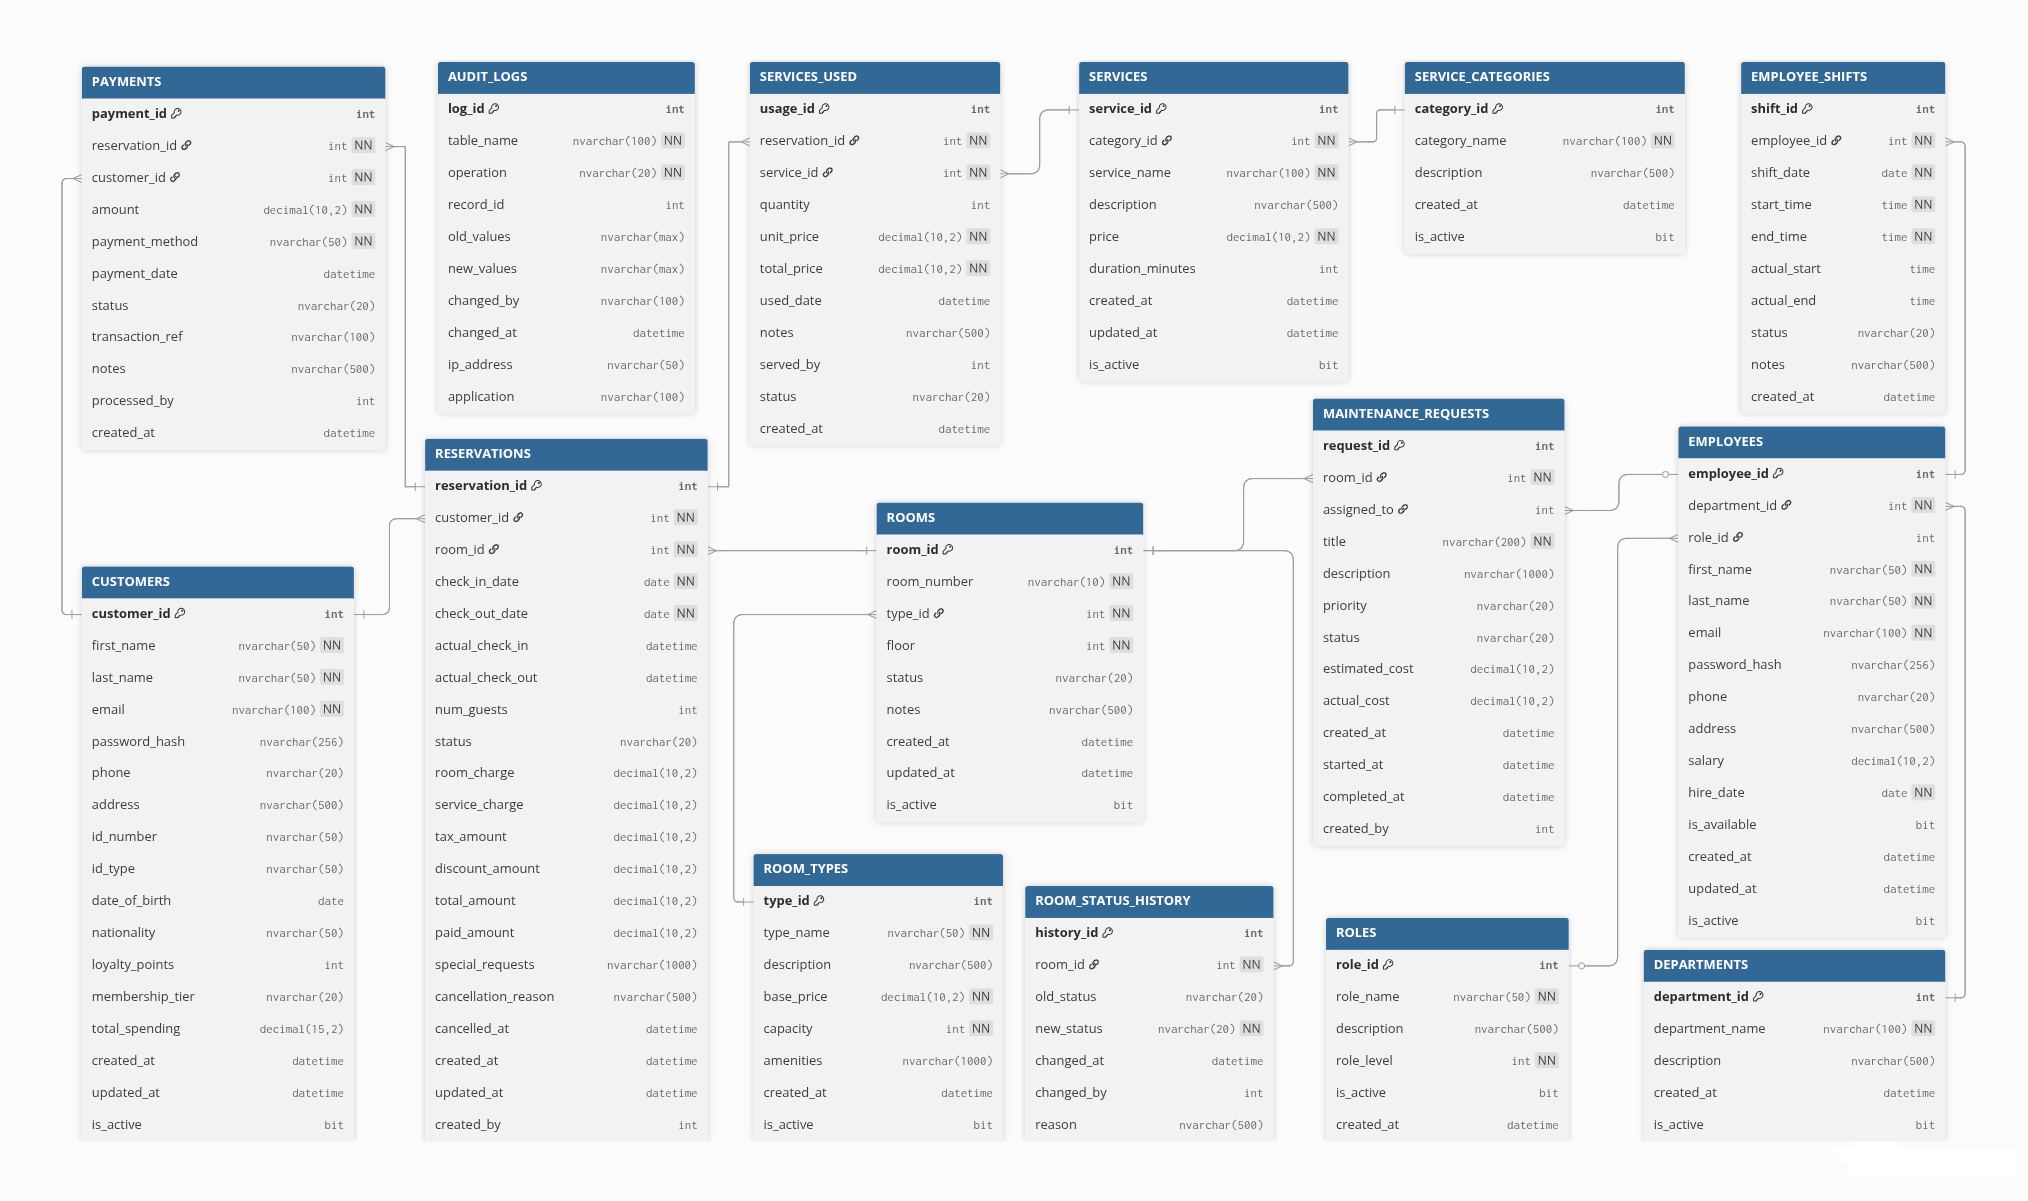 PAYMENTS
payment_id int
reservation_id int NN
customer_id int NN
amount decimal(10,2) NN
payment_method nvarchar(50) NN
payment_date datetime
status nvarchar(20)
transaction_ref nvarchar(100)
notes nvarchar(500)
processed_by int
created_at datetime
AUDIT_LOGS
log_id int
table_name nvarchar(100) NN
operation nvarchar(20) NN
record_id int
old_values nvarchar(max)
new_values nvarchar(max)
changed_by nvarchar(100)
changed_at datetime
ip_address nvarchar(50)
application nvarchar(100)
SERVICES_USED
usage_id int
reservation_id int NN
service_id int NN
quantity int
unit_price decimal(10,2) NN
total_price decimal(10,2) NN
used_date datetime
notes nvarchar(500)
served_by int
status nvarchar(20)
created_at datetime
SERVICES
service_id int
category_id int NN
service_name nvarchar(100) NN
description nvarchar(500)
price decimal(10,2) NN
duration_minutes int
created_at datetime
updated_at datetime
is_active bit
SERVICE_CATEGORIES
category_id int
category_name nvarchar(100) NN
description nvarchar(500)
created_at datetime
is_active bit
EMPLOYEE_SHIFTS
shift_id int
employee_id int NN
shift_date date NN
start_time time NN
end_time time NN
actual_start time
actual_end time
status nvarchar(20)
notes nvarchar(500)
created_at datetime
CUSTOMERS
customer_id int
first_name nvarchar(50) NN
last_name nvarchar(50) NN
email nvarchar(100) NN
password_hash nvarchar(256)
phone nvarchar(20)
address nvarchar(500)
id_number nvarchar(50)
id_type nvarchar(50)
date_of_birth date
nationality nvarchar(50)
loyalty_points int
membership_tier nvarchar(20)
total_spending decimal(15,2)
created_at datetime
updated_at datetime
is_active bit
RESERVATIONS
reservation_id int
customer_id int NN
room_id int NN
check_in_date date NN
check_out_date date NN
actual_check_in datetime
actual_check_out datetime
num_guests int
status nvarchar(20)
room_charge decimal(10,2)
service_charge decimal(10,2)
tax_amount decimal(10,2)
discount_amount decimal(10,2)
total_amount decimal(10,2)
paid_amount decimal(10,2)
special_requests nvarchar(1000)
cancellation_reason nvarchar(500)
cancelled_at datetime
created_at datetime
updated_at datetime
created_by int
ROOMS
room_id int
room_number nvarchar(10) NN
type_id int NN
floor int NN
status nvarchar(20)
notes nvarchar(500)
created_at datetime
updated_at datetime
is_active bit
ROOM_TYPES
type_id int
type_name nvarchar(50) NN
description nvarchar(500)
base_price decimal(10,2) NN
capacity int NN
amenities nvarchar(1000)
created_at datetime
is_active bit
ROOM_STATUS_HISTORY
history_id int
room_id int NN
old_status nvarchar(20)
new_status nvarchar(20) NN
changed_at datetime
changed_by int
reason nvarchar(500)
MAINTENANCE_REQUESTS
request_id int
room_id int NN
assigned_to int
title nvarchar(200) NN
description nvarchar(1000)
priority nvarchar(20)
status nvarchar(20)
estimated_cost decimal(10,2)
actual_cost decimal(10,2)
created_at datetime
started_at datetime
completed_at datetime
created_by int
ROLES
role_id int
role_name nvarchar(50) NN
description nvarchar(500)
role_level int NN
is_active bit
created_at datetime
EMPLOYEES
employee_id int
department_id int NN
role_id int
first_name nvarchar(50) NN
last_name nvarchar(50) NN
email nvarchar(100) NN
password_hash nvarchar(256)
phone nvarchar(20)
address nvarchar(500)
salary decimal(10,2)
hire_date date NN
is_available bit
created_at datetime
updated_at datetime
is_active bit
DEPARTMENTS
department_id int
department_name nvarchar(100) NN
description nvarchar(500)
created_at datetime
is_active bit